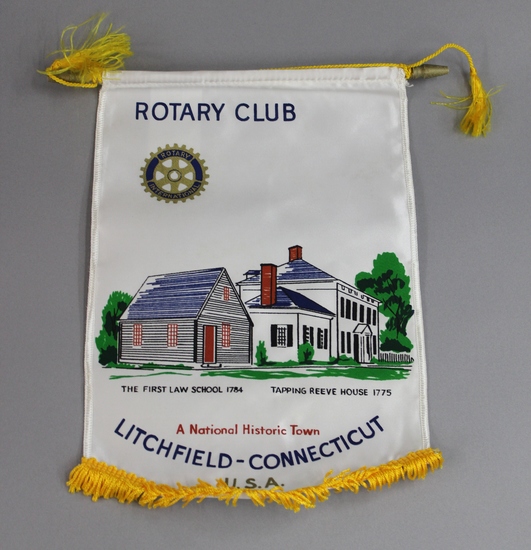 ROTARY CLUB
ROTARY
INTERNATIONAL
THE FIRST LAW SCHOOL 1784
TAPPING REEVE HOUSE 1775
A National Historic Town
LITCHFIELD-CONNECTICUT
U.S.A.